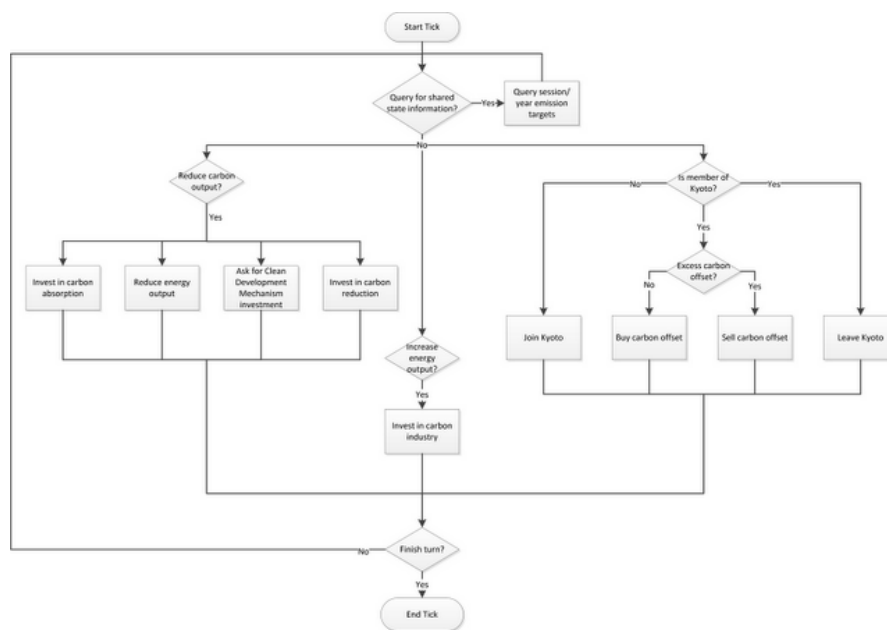 Start Tick
Query for shared
state information?
Yes
Query session/
year emission
targets
No
Reduce carbon
output?
Is member of
Kyoto?
No
Yes
Yes
Yes
Invest in carbon
absorption
Reduce energy
output
Ask for Clean
Development
Mechanism
investment
Invest in carbon
reduction
Excess carbon
offset?
No
Yes
Increase
energy
output?
Join Kyoto
Buy carbon offset
Sell carbon offset
Leave Kyoto
Yes
Invest in carbon
industry
Finish turn?
No
Yes
End Tick